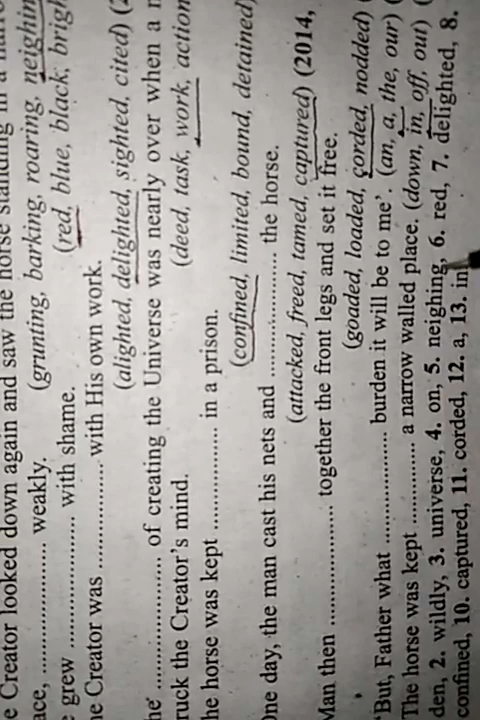 e Creator looked down again and saw the horse standing in a
ace, ........................ weakly. (grunting, barking, roaring, neighin
e grew ........................ with shame. (red, blue, black, brigh
he Creator was ........................ with His own work.
(alighted, delighted, sighted, cited) (2
he ........................ of creating the Universe was nearly over when a
ruck the Creator's mind. (deed, task, work, action
he horse was kept ........................ in a prison.
(confined, limited, bound, detained)
One day, the man cast his nets and ........................ the horse.
(attacked, freed, tamed, captured) (2014,
Man then ........................ together the front legs and set it free.
(goaded, loaded, corded, nodded)
But, Father what ........................ burden it will be to me'. (an, a, the, our) (
The horse was kept ........................ a narrow walled place. (down, in, off, out) (
den, 2. wildly, 3. universe, 4. on, 5. neighing, 6. red, 7. delighted, 8.
confined, 10. captured, 11. corded, 12. a, 13. in